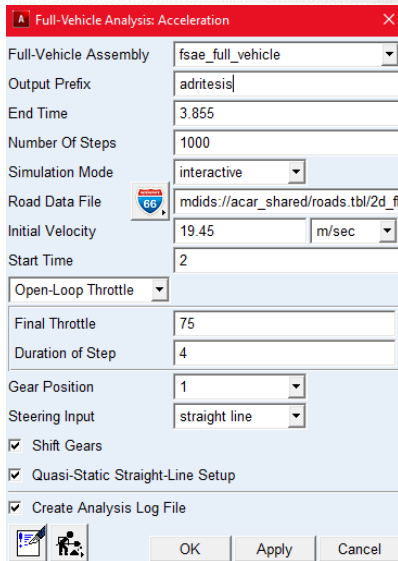 Full-Vehicle Analysis: Acceleration
Full-Vehicle Assembly fsae_full_vehicle
Output Prefix adritesis
End Time 3.855
Number Of Steps 1000
Simulation Mode interactive
Road Data File 66 mdids://acar_shared/roads.tbl/2d_fl
Initial Velocity 19.45 m/sec
Start Time 2
Open-Loop Throttle
Final Throttle 75
Duration of Step 4
Gear Position 1
Steering Input straight line
Shift Gears
Quasi-Static Straight-Line Setup
Create Analysis Log File
OK Apply Cancel